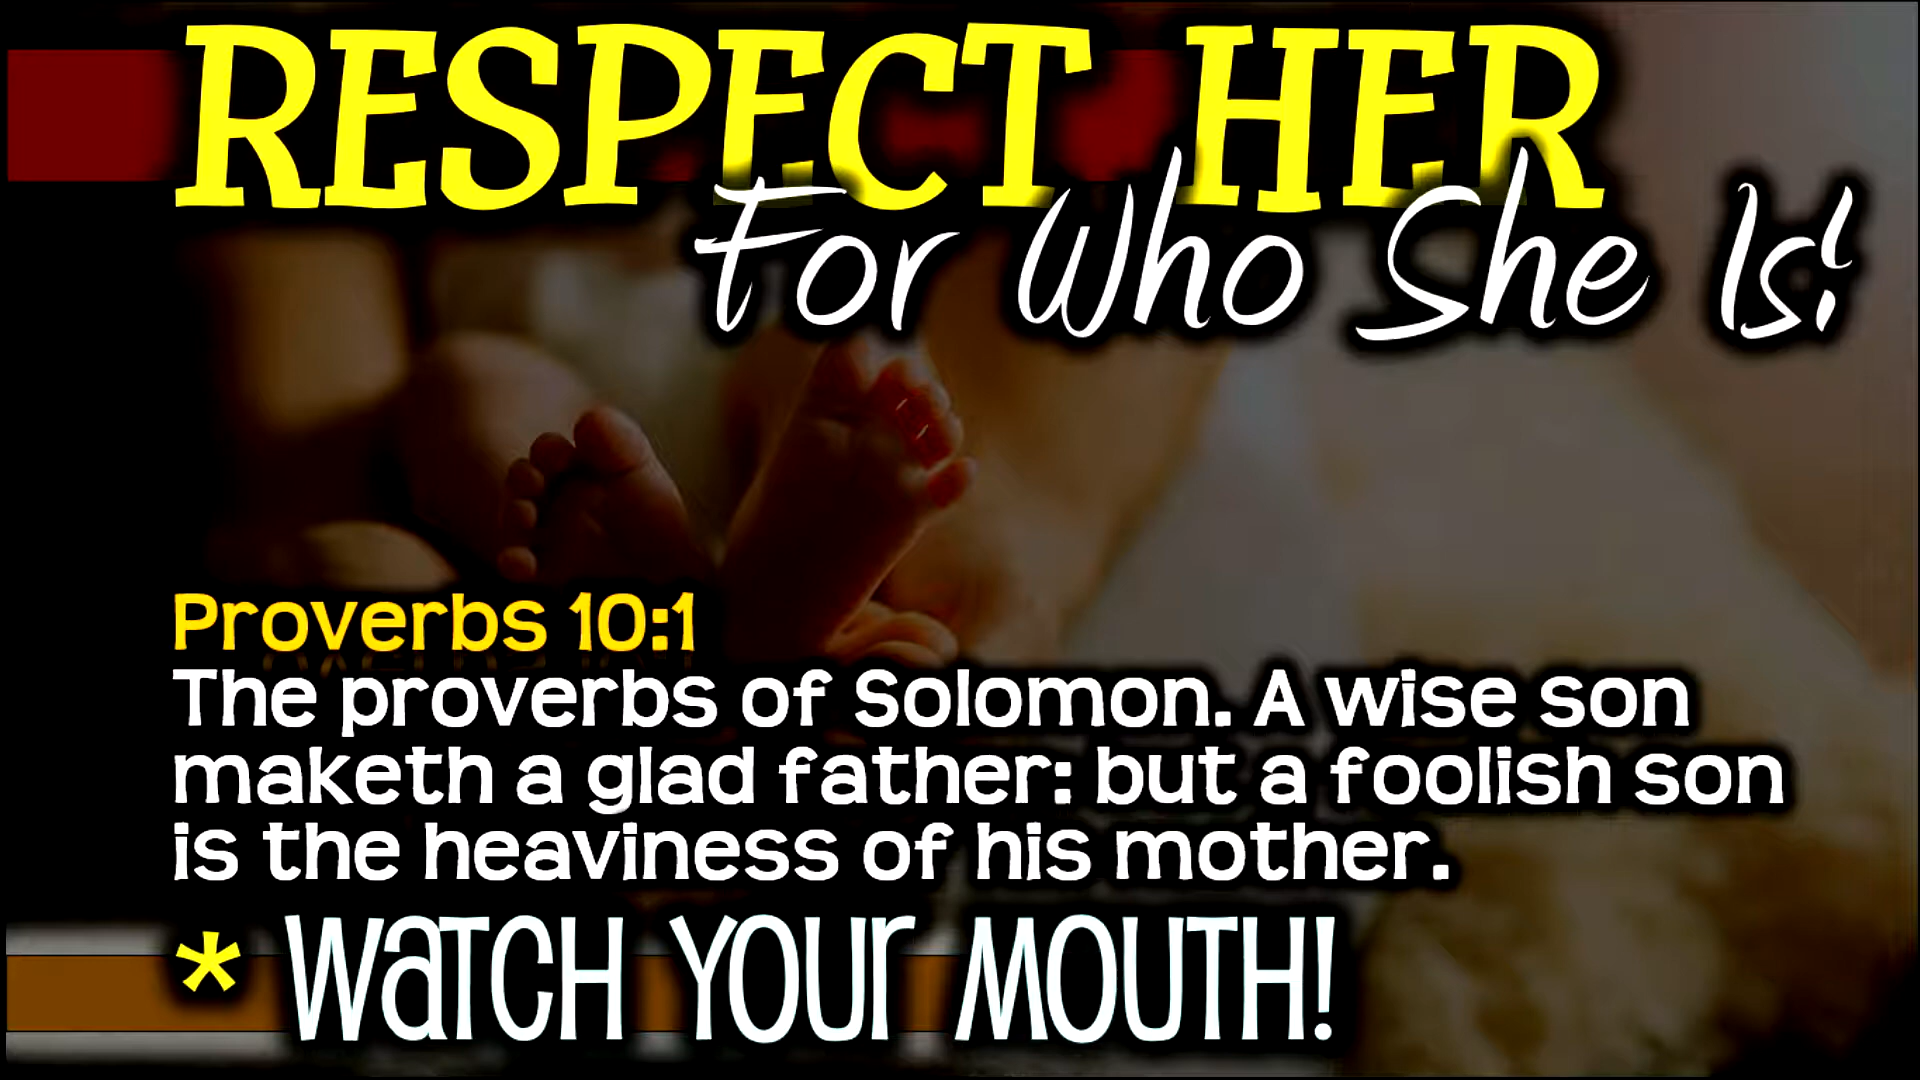 RESPECT HER
For Who She Is!
Proverbs 10:1
The proverbs of Solomon. A wise son
maketh a glad father: but a foolish son
is the heaviness of his mother.
* WATCH YOUR MOUTH!